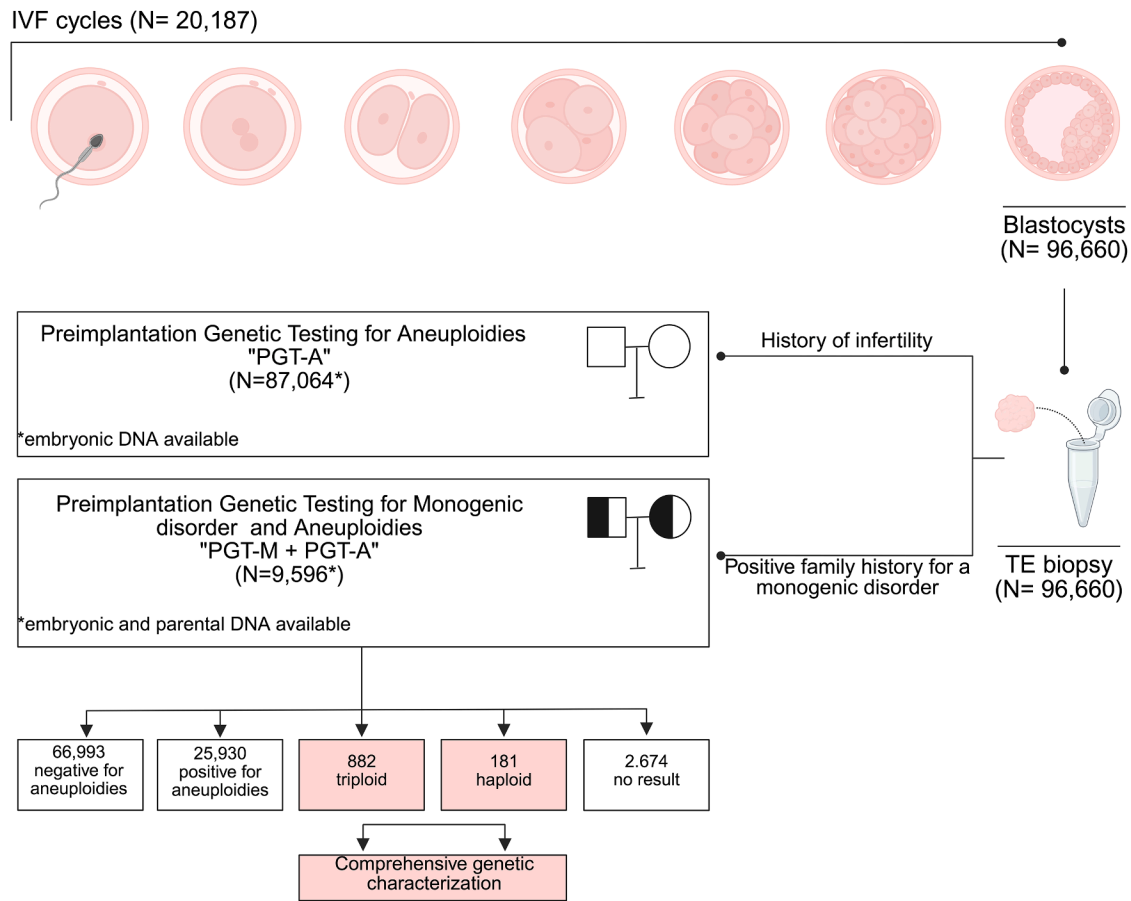 IVF cycles (N= 20,187)
Blastocysts
(N= 96,660)
Preimplantation Genetic Testing for Aneuploidies
"PGT-A"
(N=87,064*)
*embryonic DNA available
History of infertility
Preimplantation Genetic Testing for Monogenic
disorder and Aneuploidies
"PGT-M + PGT-A"
(N=9,596*)
*embryonic and parental DNA available
Positive family history for a
monogenic disorder
TE biopsy
(N= 96,660)
66,993
negative for
aneuploidies
25,930
positive for
aneuploidies
882
triploid
181
haploid
2.674
no result
Comprehensive genetic
characterization